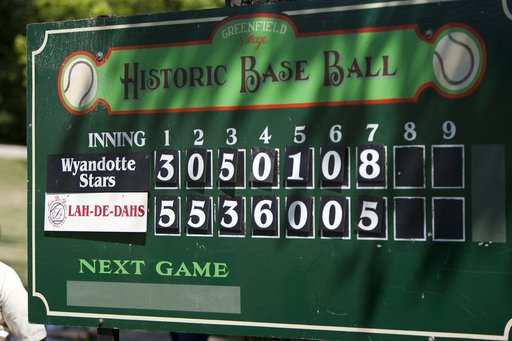 GREENFIELD
Village
HISTORIC BASE BALL
INNING 1 2 3 4 5 6 7 8 9
Wyandotte
Stars
3 0 5 0 1 0 8
LAH-DE-DAHS 5 5 3 6 0 0 5
NEXT GAME